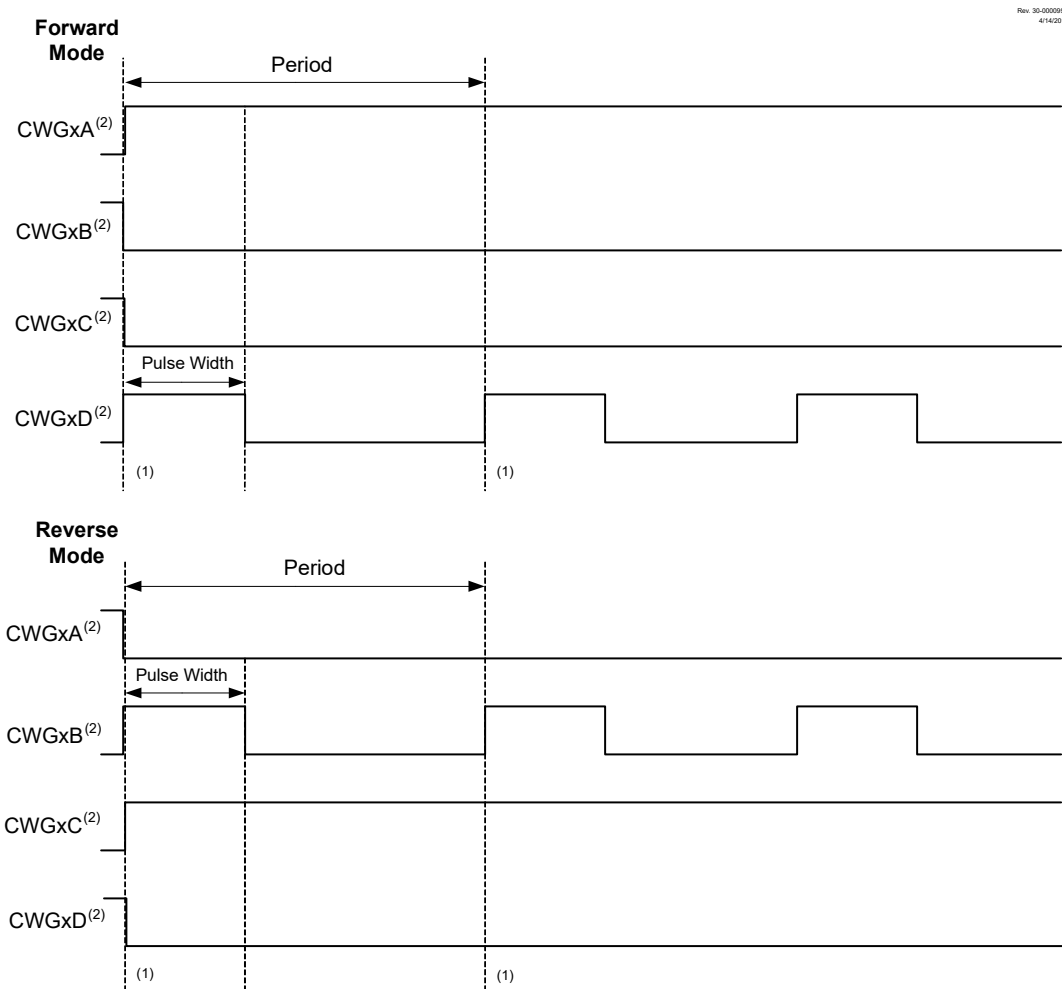 Rev. 30-000099
4/14/20
Forward
Mode
Period
CWGxA(2)
CWGxB(2)
CWGxC(2)
Pulse Width
CWGxD(2)
(1)
(1)
Reverse
Mode
Period
CWGxA(2)
Pulse Width
CWGxB(2)
CWGxC(2)
CWGxD(2)
(1)
(1)